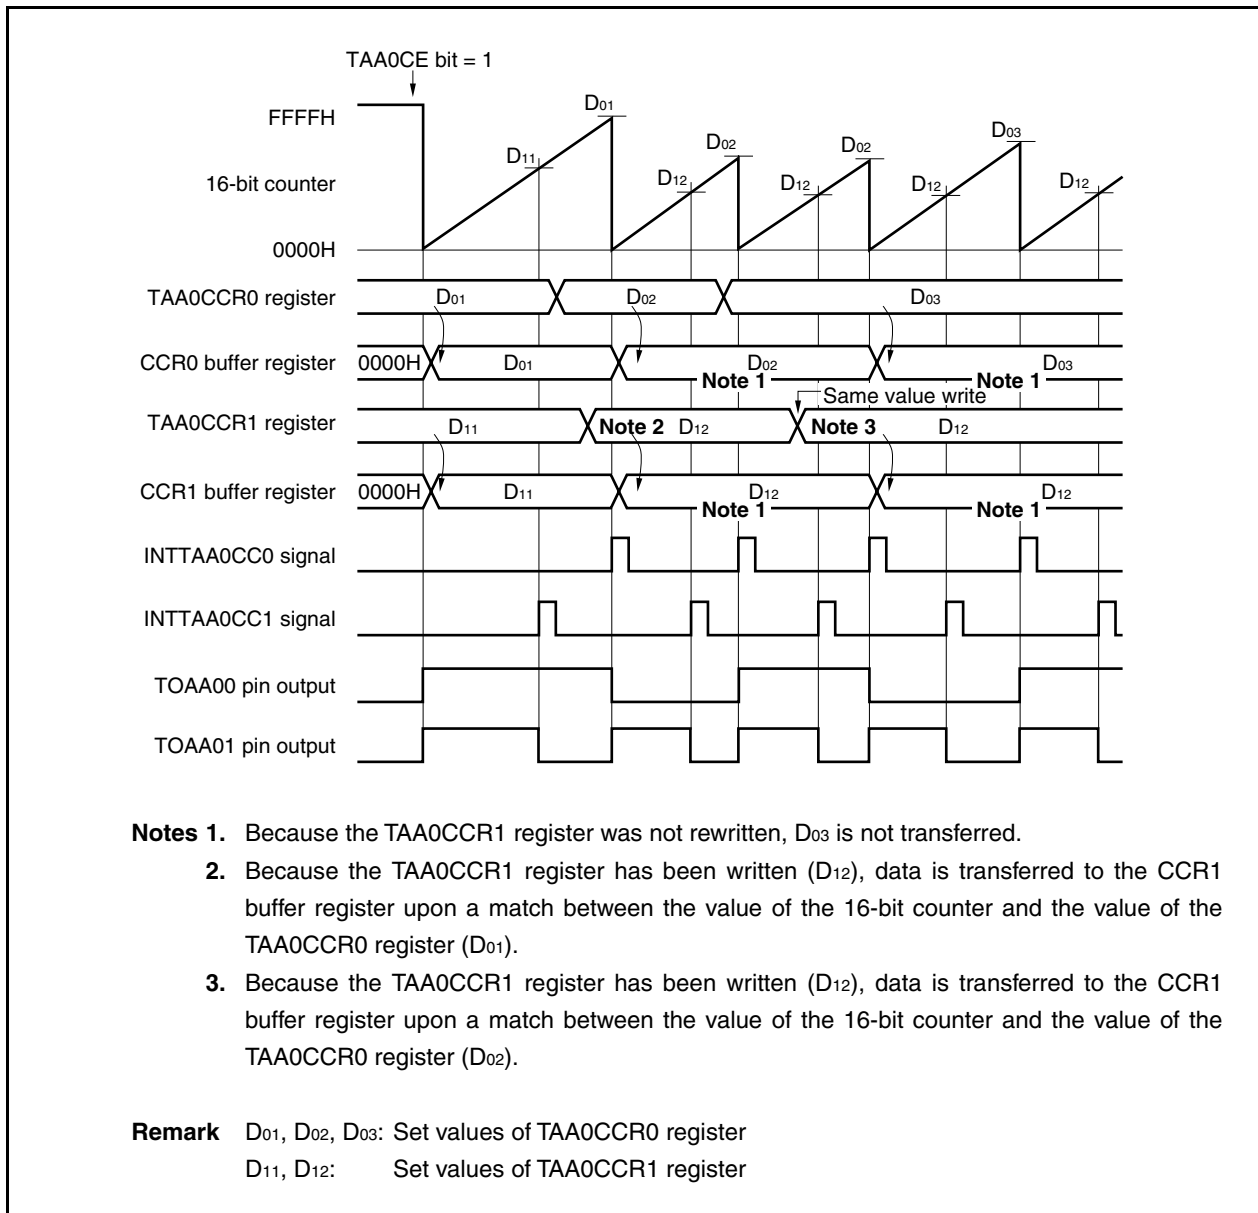 TAA0CE bit = 1
FFFFH
D01
D11
D02
D02
D03
16-bit counter
D12
D12
D12
D12
0000H
TAA0CCR0 register
D01
D02
D03
CCR0 buffer register
0000H
D01
D02
D03
Note 1
Note 1
Same value write
TAA0CCR1 register
D11
Note 2
D12
Note 3
D12
CCR1 buffer register
0000H
D11
D12
D12
Note 1
Note 1
INTTAA0CC0 signal
INTTAA0CC1 signal
TOAA00 pin output
TOAA01 pin output
Notes 1. Because the TAA0CCR1 register was not rewritten, D03 is not transferred.
2. Because the TAA0CCR1 register has been written (D12), data is transferred to the CCR1
buffer register upon a match between the value of the 16-bit counter and the value of the
TAA0CCR0 register (D01).
3. Because the TAA0CCR1 register has been written (D12), data is transferred to the CCR1
buffer register upon a match between the value of the 16-bit counter and the value of the
TAA0CCR0 register (D02).
Remark D01, D02, D03: Set values of TAA0CCR0 register
D11, D12: Set values of TAA0CCR1 register